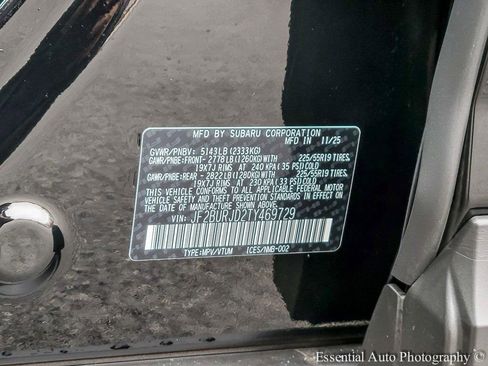 MFD BY SUBARU CORPORATION
MFD IN 11/25
GVWR/PNBV: 5143LB (2333KG)
GAWR/PNBE:FRONT- 2778LB(1260KG)WITH 225/55R19 TIRES,
19X7J RIMS AT 240 KPA(35 PSI)COLD
GAWR/PNBE:REAR - 2822LB(1280KG)WITH 225/55R19 TIRES,
19X7J RIMS AT 230 KPA(33 PSI)COLD
THIS VEHICLE CONFORMS TO ALL APPLICABLE FEDERAL MOTOR
VEHICLE SAFETY AND THEFT PREVENTION STANDARDS IN
EFFECT ON THE DATE OF MANUFACTURE SHOWN ABOVE.
VIN: JF2BURJD2TY469729
TYPE:MPV/VTUM ICES/NMB-002
Essential Auto Photography ©